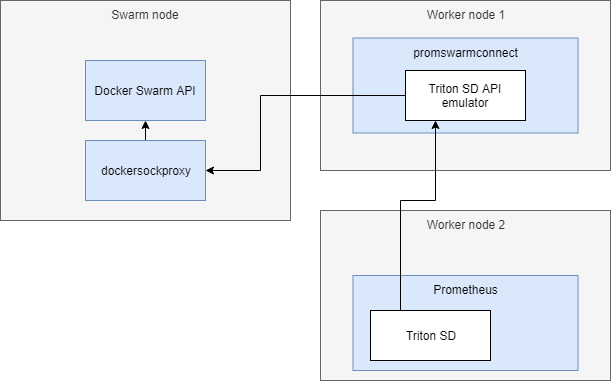 Swarm node
Docker Swarm API
dockersockproxy
Worker node 1
promswarmconnect
Triton SD API
emulator
Worker node 2
Prometheus
Triton SD